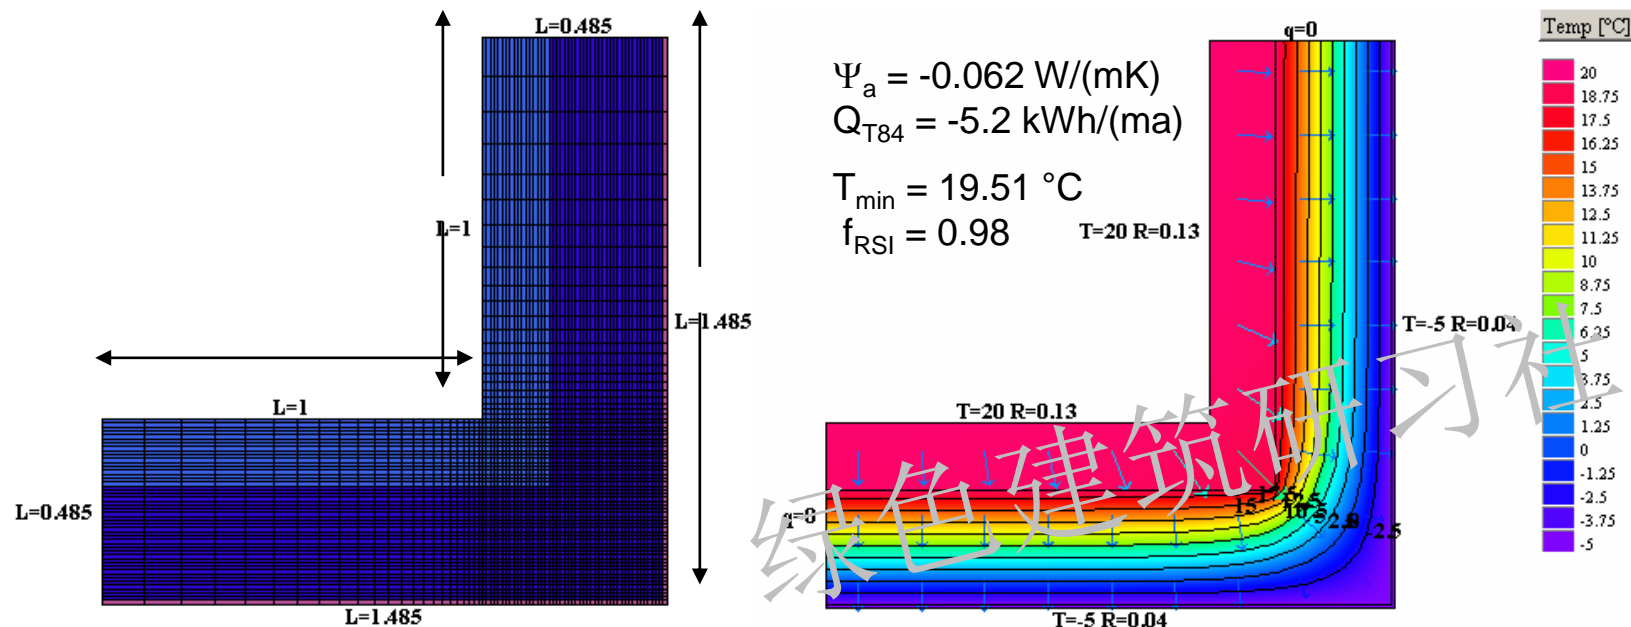 L=0.485
L=1
L=1.485
L=1
L=0.485
L=1.485
Ψa = -0.062 W/(mK)
QT84 = -5.2 kWh/(ma)
Tmin = 19.51 °C
fRSI = 0.98
q=0
T=20 R=0.13
T=-5 R=0.04
T=20 R=0.13
q=0
15
-2.5
T=-5 R=0.04
Temp [°C]
20
18.75
17.5
16.25
15
13.75
12.5
11.25
10
8.75
7.5
6.25
5
3.75
2.5
1.25
0
-1.25
-2.5
-3.75
-5
绿色建筑研习社